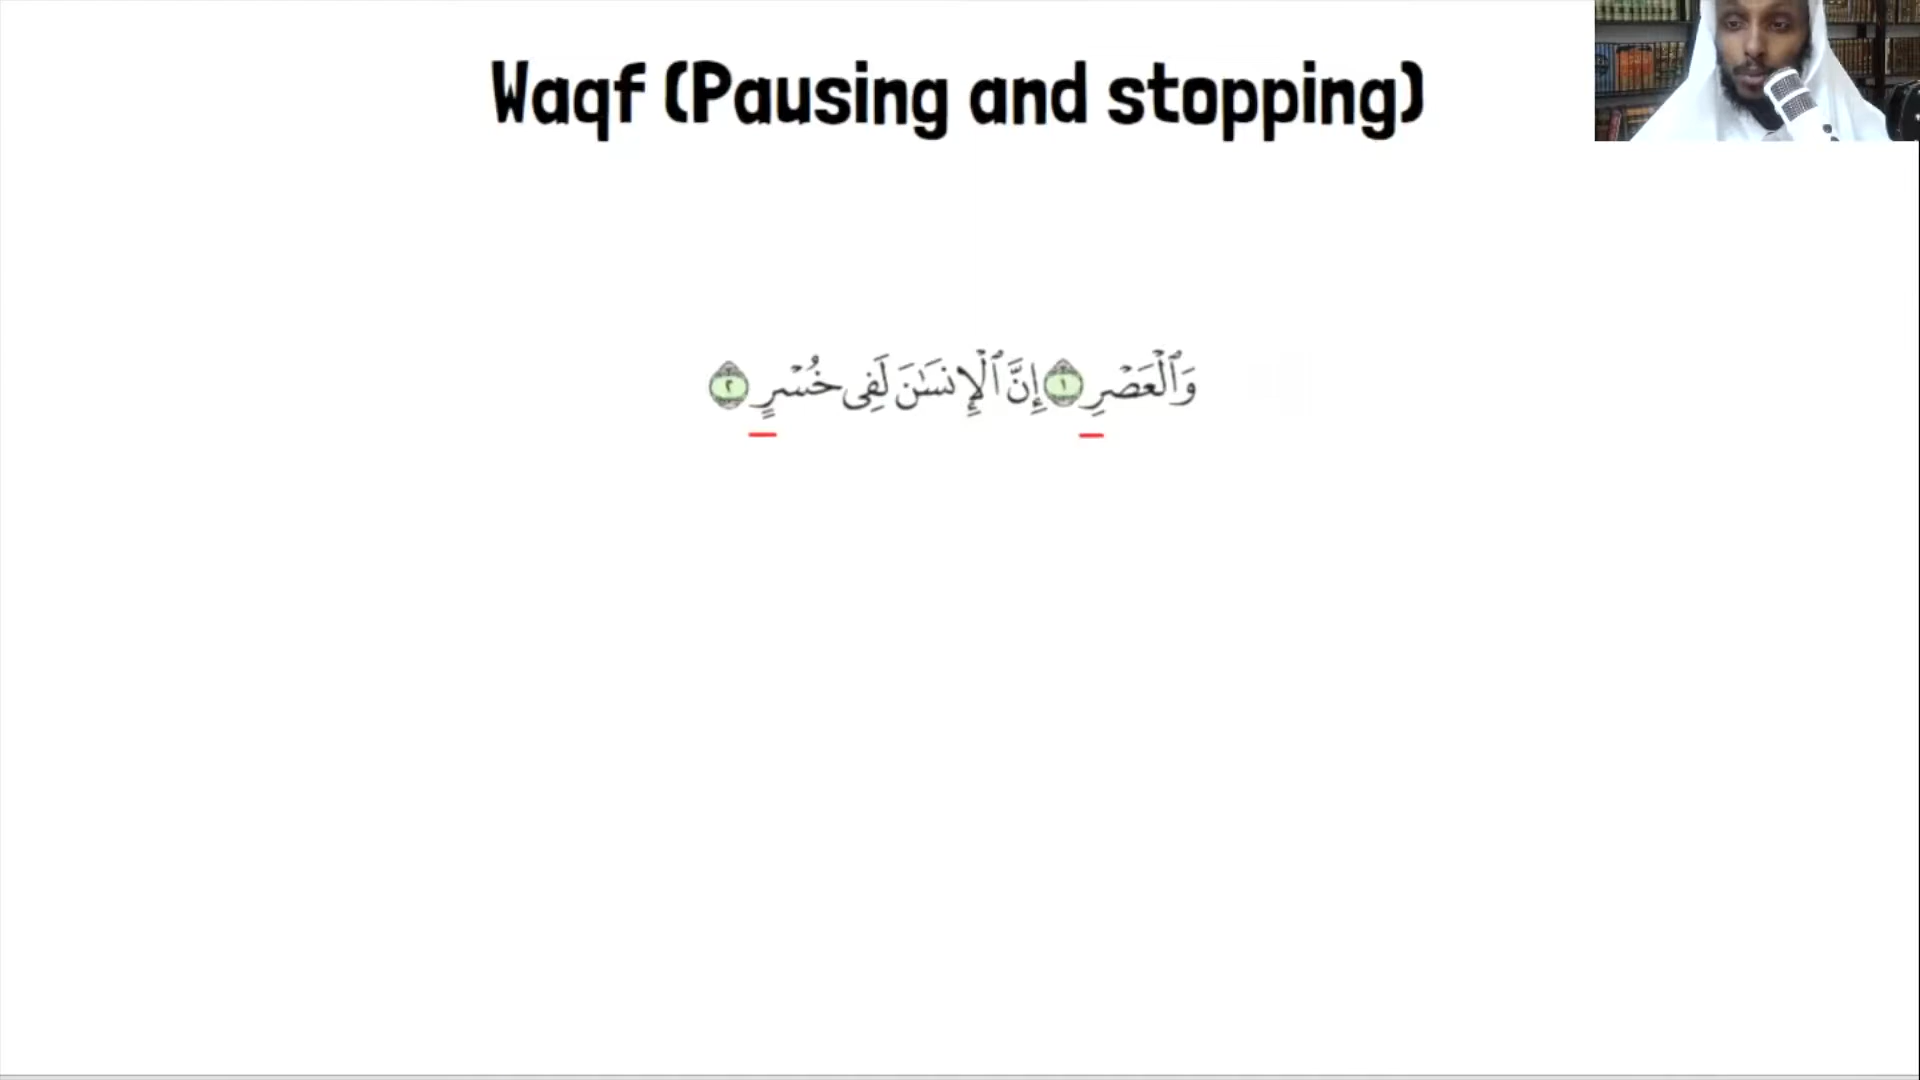 Waqf (Pausing and stopping)
وَٱلْعَصْرِ ١ إِنَّ ٱلْإِنسَـٰنَ لَفِى خُسْرٍ ٢